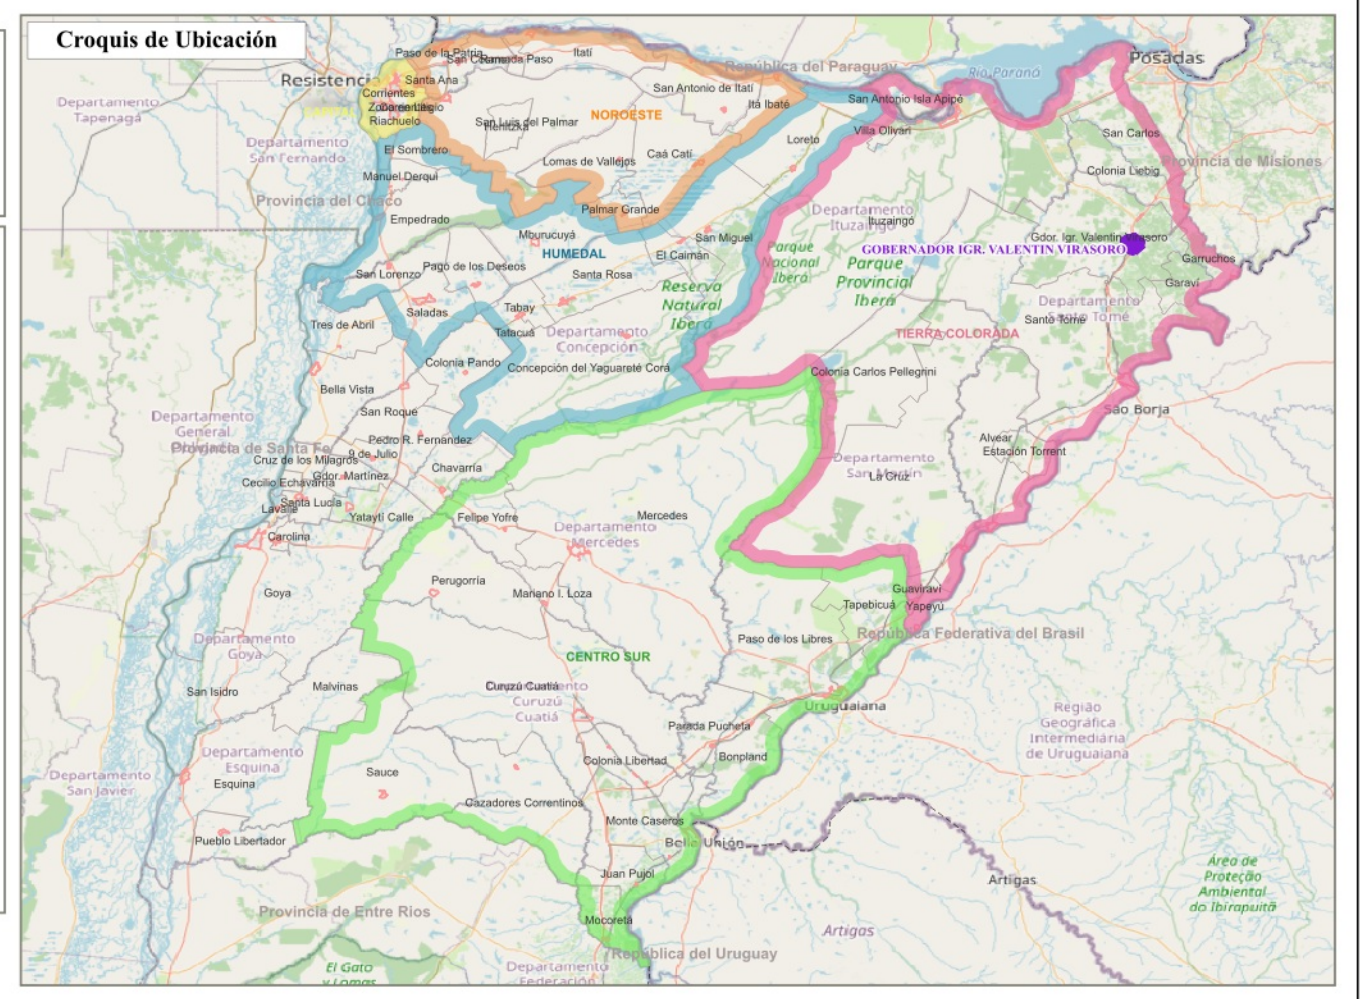 Croquis de Ubicación
Paso de la Patria
Itatí
Ramada Paso
Resistencia
Santa Ana
República del Paraguay
Posadas
Río Paraná
Departamento
Tapenagá
Corrientes
San Antonio de Itatí
San Antonio Isla Apipé
Itá Ibaté
Riachuelo
San Luis del Palmar
NOROESTE
Villa Olivari
San Carlos
Departamento
San Fernando
El Sombrero
Loreto
Lomas de Vallejos
Caá Catí
Provincia de Misiones
Colonia Liebig
Manuel Derqui
Provincia del Chaco
Palmar Grande
Departamento
Ituzaingó
Ituzaingó
Empedrado
Mburucuyá
San Miguel
Gdor. Igr. Valentin Virasoro
GOBERNADOR IGR. VALENTIN VIRASORO
Parque
Nacional
Iberá
HUMEDAL
El Caimán
Parque
Provincial
Iberá
Garruchos
San Lorenzo
Pago de los Deseos
Santa Rosa
Reserva
Natural
Iberá
Garaví
Departamento
Santo Tomé
Santo Tomé
Saladas
Tabay
Tres de Abril
Tatacuá
Departamento
Concepción
TIERRA COLORADA
Colonia Pando
Concepción del Yaguareté Corá
Colonia Carlos Pellegrini
Bella Vista
San Roque
São Borja
Departamento
General
Provincia de Santa Fe
Pedro R. Fernández
9 de Julio
Alvear
Estación Torrent
Cruz de los Milagros
Chavarría
Departamento
San Martín
Gdor. Martínez
Cecilio Echavarría
La Cruz
Santa Lucía
Lavalle
Yatayti Calle
Felipe Yofre
Mercedes
Departamento
Mercedes
Carolina
Perugorría
Mariano I. Loza
Goya
Guaviraví
Tapebicuá
Yapeyú
Departamento
Goya
Paso de los Libres
República Federativa del Brasil
CENTRO SUR
San Isidro
Malvinas
Curuzú Cuatiá
Departamento
Curuzú
Cuatiá
Uruguaiana
Região
Geográfica
Intermediária
de Uruguaiana
Parada Pucheta
Departamento
Esquina
Departamento
San Javier
Esquina
Sauce
Colonia Libertad
Bonpland
Cazadores Correntinos
Monte Caseros
Pueblo Libertador
Bella Unión
Juan Pujol
Artigas
Área de
Proteção
Ambiental
do Ibirapuitã
Provincia de Entre Rios
Mocoretá
Artigas
República del Uruguay
El Gato
y Lomas
Departamento
Federación